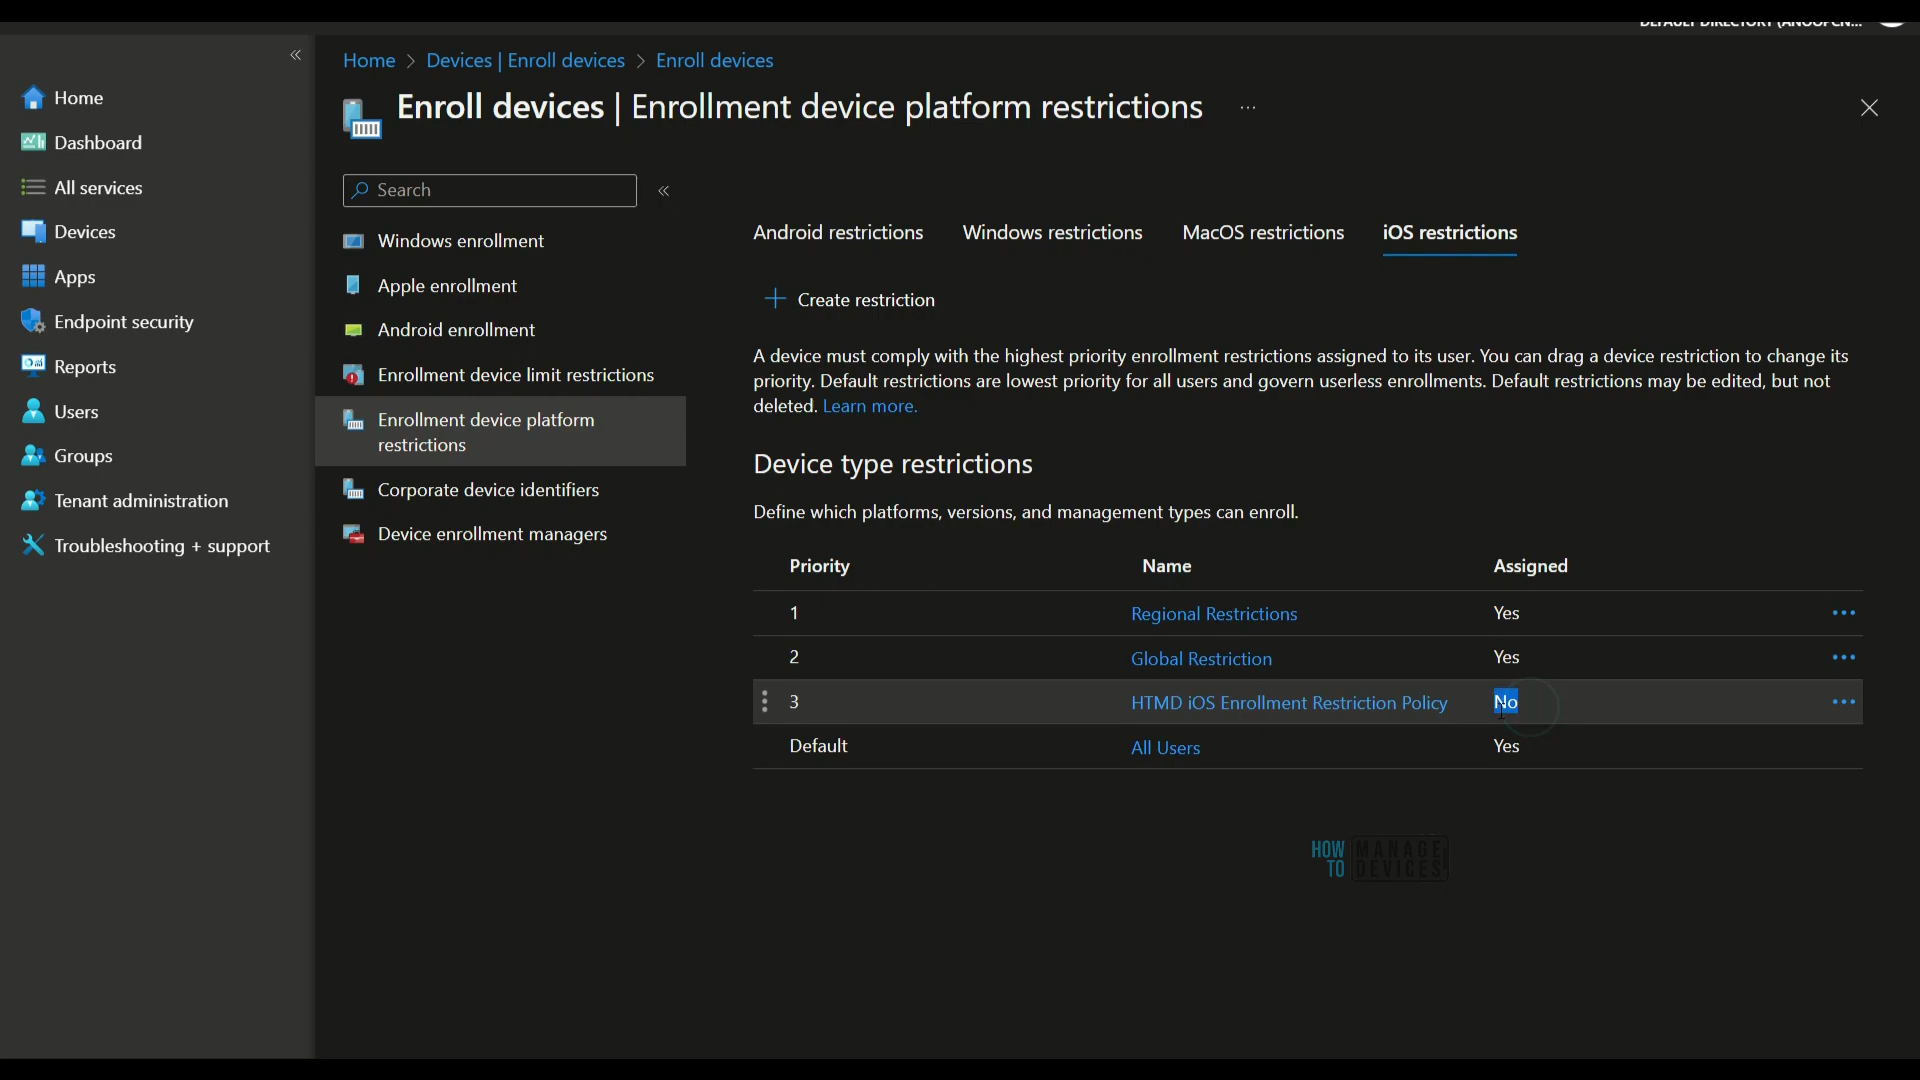 «
Home > Devices | Enroll devices > Enroll devices
Enroll devices | Enrollment device platform restrictions ...
Home
Dashboard
All services
Devices
Apps
Endpoint security
Reports
Users
Groups
Tenant administration
Troubleshooting + support
Search «
Windows enrollment
Apple enrollment
Android enrollment
Enrollment device limit restrictions
Enrollment device platform
restrictions
Corporate device identifiers
Device enrollment managers
Android restrictions Windows restrictions MacOS restrictions iOS restrictions
+ Create restriction
A device must comply with the highest priority enrollment restrictions assigned to its user. You can drag a device restriction to change its
priority. Default restrictions are lowest priority for all users and govern userless enrollments. Default restrictions may be edited, but not
deleted. Learn more.
Device type restrictions
Define which platforms, versions, and management types can enroll.
Priority Name Assigned
1 Regional Restrictions Yes ...
2 Global Restriction Yes ...
3 HTMD iOS Enrollment Restriction Policy No ...
Default All Users Yes
HOW MANAGE
TO DEVICES